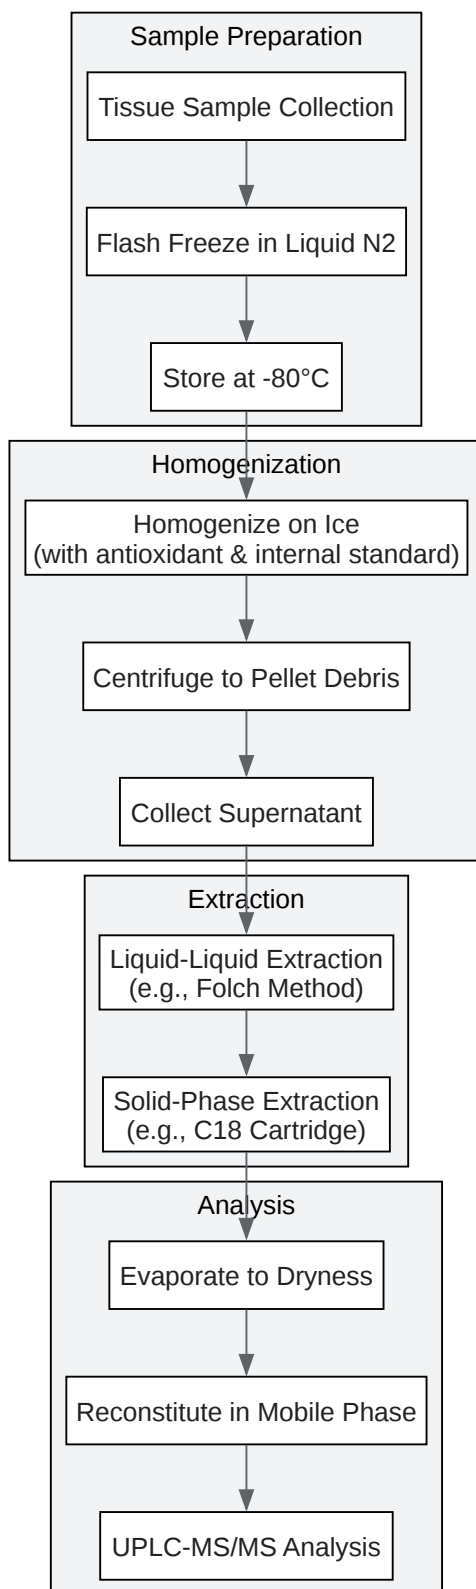 Sample Preparation
Tissue Sample Collection
Flash Freeze in Liquid N2
Store at -80°C
Homogenization
Homogenize on Ice
(with antioxidant & internal standard)
Centrifuge to Pellet Debris
Collect Supernatant
Extraction
Liquid-Liquid Extraction
(e.g., Folch Method)
Solid-Phase Extraction
(e.g., C18 Cartridge)
Analysis
Evaporate to Dryness
Reconstitute in Mobile Phase
UPLC-MS/MS Analysis